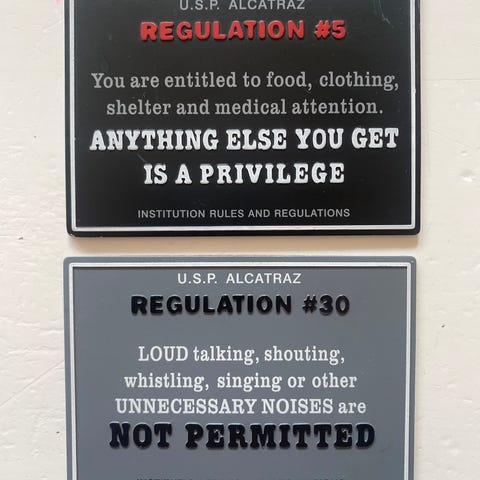 U.S.P. ALCATRAZ
REGULATION #5
You are entitled to food, clothing,
shelter and medical attention.
ANYTHING ELSE YOU GET
IS A PRIVILEGE
INSTITUTION RULES AND REGULATIONS
U.S.P. ALCATRAZ
REGULATION #30
LOUD talking, shouting,
whistling, singing or other
UNNECESSARY NOISES are
NOT PERMITTED